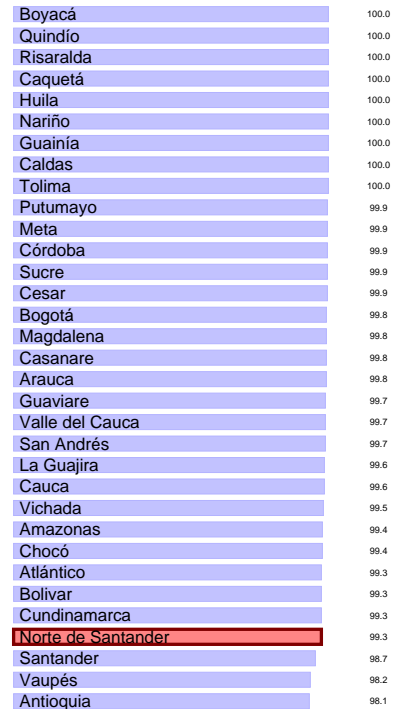 Boyacá 100.0
Quindío 100.0
Risaralda 100.0
Caquetá 100.0
Huila 100.0
Nariño 100.0
Guainía 100.0
Caldas 100.0
Tolima 100.0
Putumayo 99.9
Meta 99.9
Córdoba 99.9
Sucre 99.9
Cesar 99.9
Bogotá 99.8
Magdalena 99.8
Casanare 99.8
Arauca 99.8
Guaviare 99.7
Valle del Cauca 99.7
San Andrés 99.7
La Guajira 99.6
Cauca 99.6
Vichada 99.5
Amazonas 99.4
Chocó 99.4
Atlántico 99.3
Bolivar 99.3
Cundinamarca 99.3
Norte de Santander 99.3
Santander 98.7
Vaupés 98.2
Antioquia 98.1